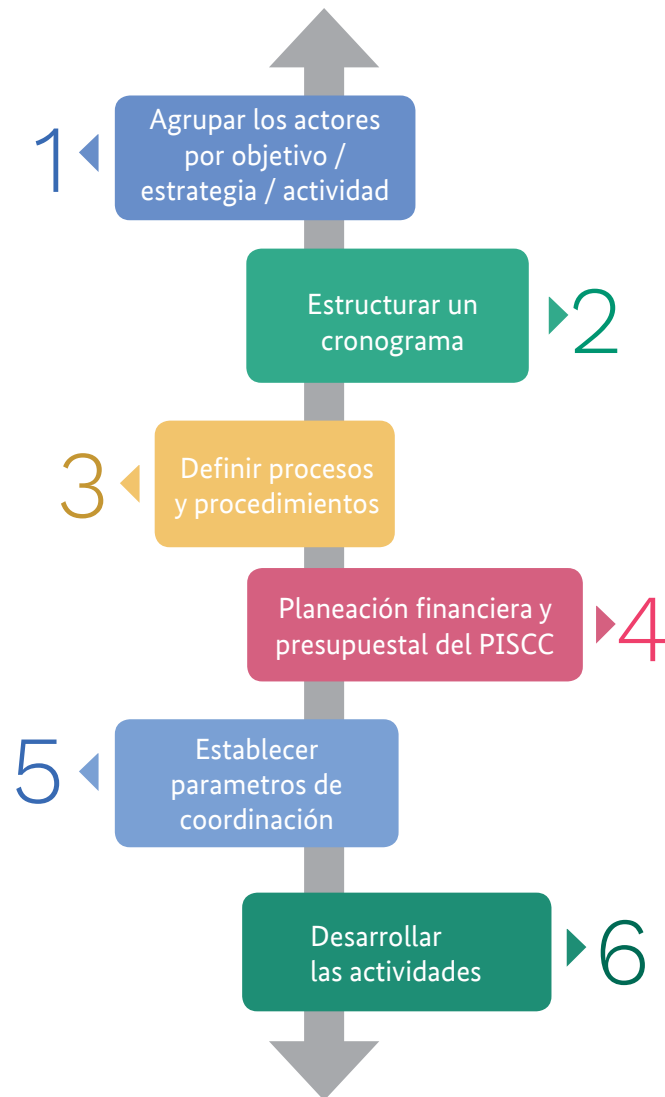 1
Agrupar los actores
por objetivo /
estrategia / actividad
Estructurar un
cronograma
2
3
Definir procesos
y procedimientos
Planeación financiera y
presupuestal del PISCC
4
5
Establecer
parametros de
coordinación
Desarrollar
las actividades
6